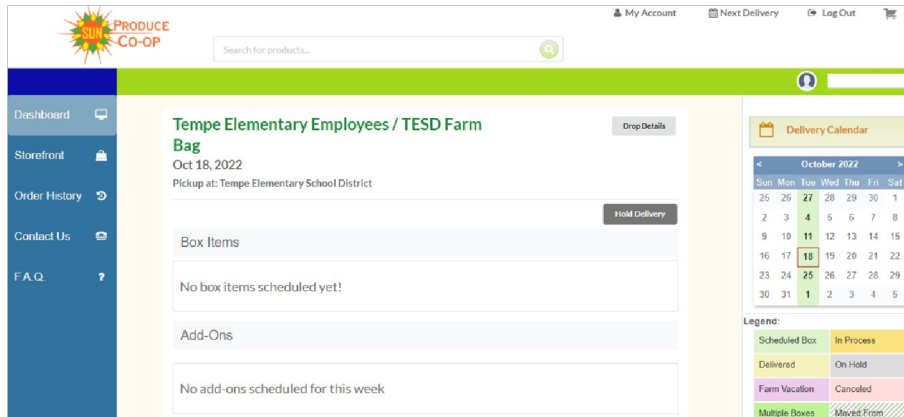 SUN PRODUCE
CO-OP
My Account Next Delivery Log Out
Search for products...
Dashboard
Storefront
Order History
Contact Us
F.A.Q. ?
Tempe Elementary Employees / TESD Farm
Bag
Drop Details
Oct 18, 2022
Pickup at: Tempe Elementary School District
Hold Delivery
Box Items
No box items scheduled yet!
Add-Ons
No add-ons scheduled for this week
Delivery Calendar
< October 2022 >
Sun Mon Tue Wed Thu Fri Sat
25 26 27 28 29 30 1
2 3 4 5 6 7 8
9 10 11 12 13 14 15
16 17 18 19 20 21 22
23 24 25 26 27 28 29
30 31 1 2 3 4 5
Legend:
Scheduled Box In Process
Delivered On Hold
Farm Vacation Canceled
Multiple Boxes Moved From